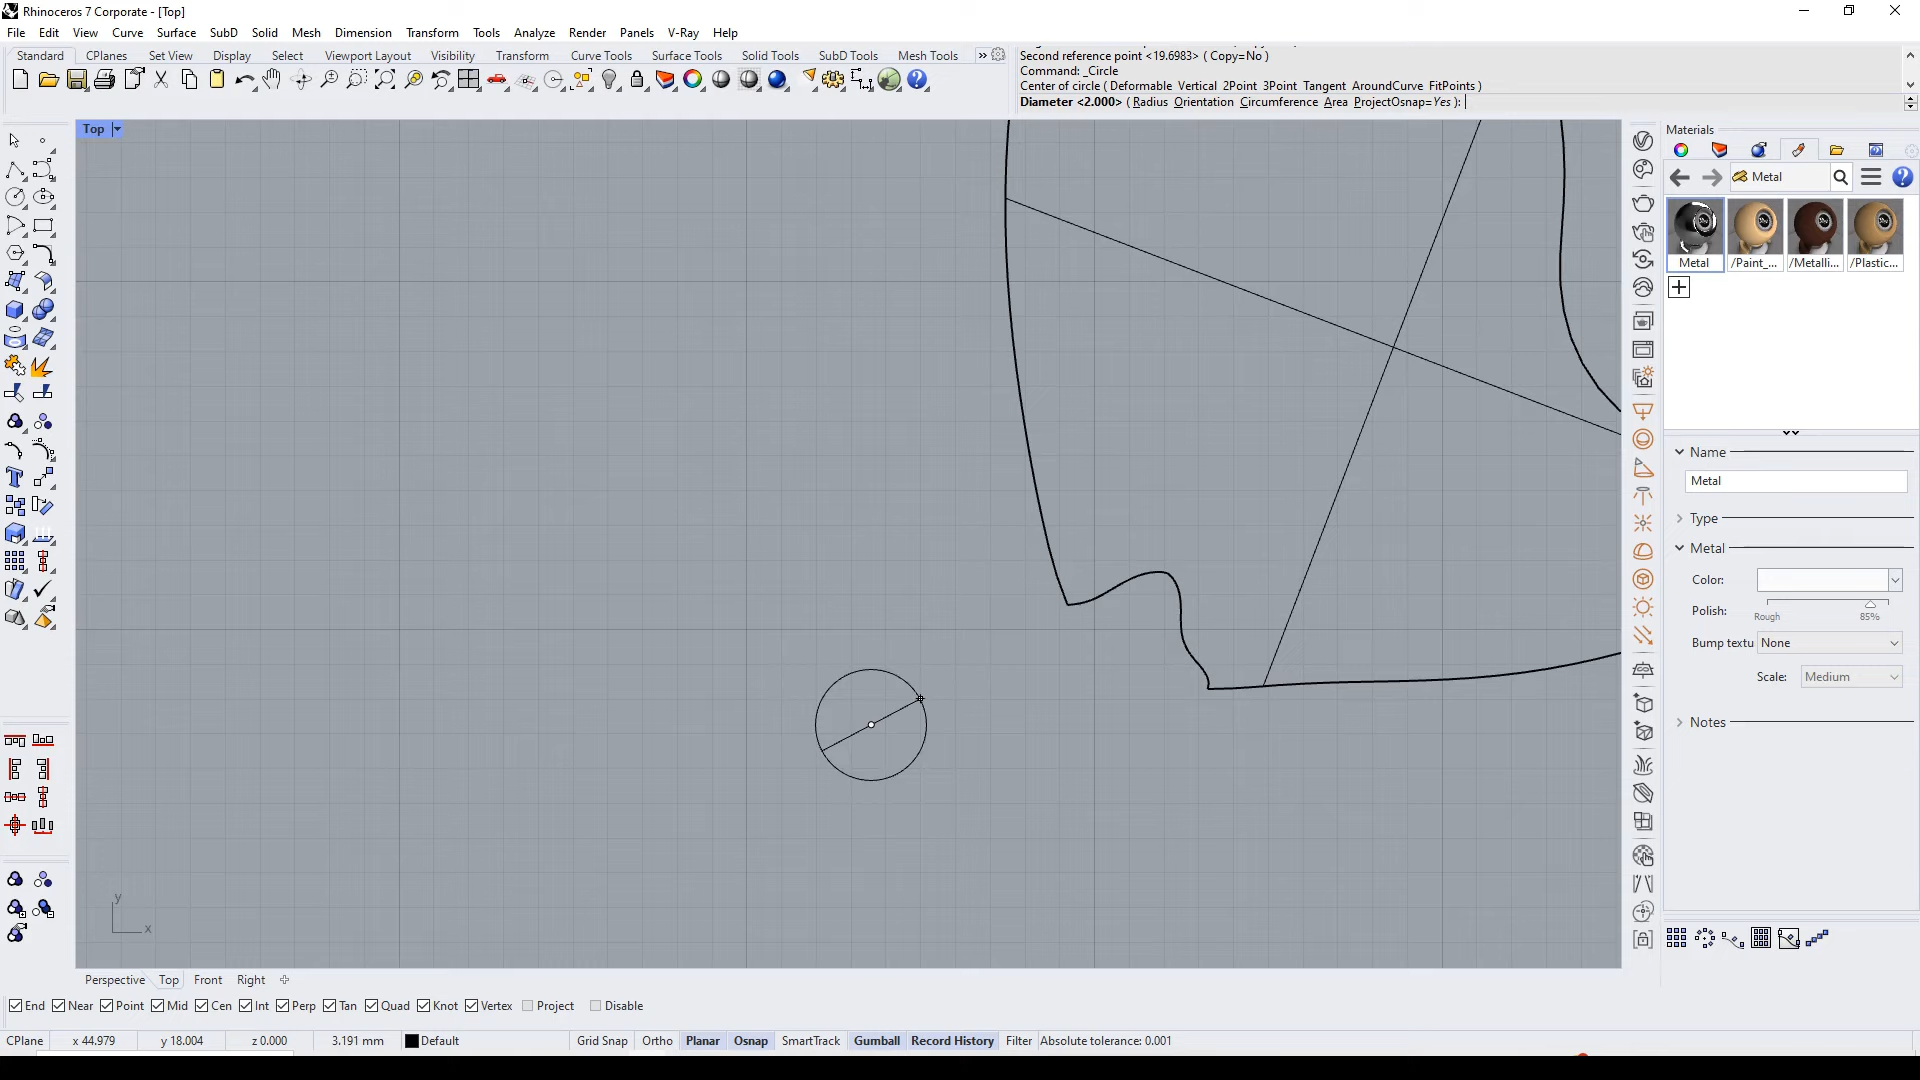 Rhinoceros 7 Corporate - [Top]
File Edit View Curve Surface SubD Solid Mesh Dimension Transform Tools Analyze Render Panels V-Ray Help
Standard CPlanes Set View Display Select Viewport Layout Visibility Transform Curve Tools Surface Tools Solid Tools SubD Tools Mesh Tools »
Second reference point <19.6983> ( Copy=No )
Command: _Circle
Center of circle ( Deformable Vertical 2Point 3Point Tangent AroundCurve FitPoints )
Diameter <2.000> ( Radius Orientation Circumference Area ProjectOsnap=Yes ):
Top
Materials
Metal
Metal /Paint_... /Metalli... /Plastic...
Name
Metal
Type
Metal
Color:
Polish:
Rough 85%
Bump textu None
Scale: Medium
Notes
y
x
Perspective Top Front Right
End Near Point Mid Cen Int Perp Tan Quad Knot Vertex Project Disable
CPlane x 44.979 y 18.004 z 0.000 3.191 mm Default Grid Snap Ortho Planar Osnap SmartTrack Gumball Record History Filter Absolute tolerance: 0.001